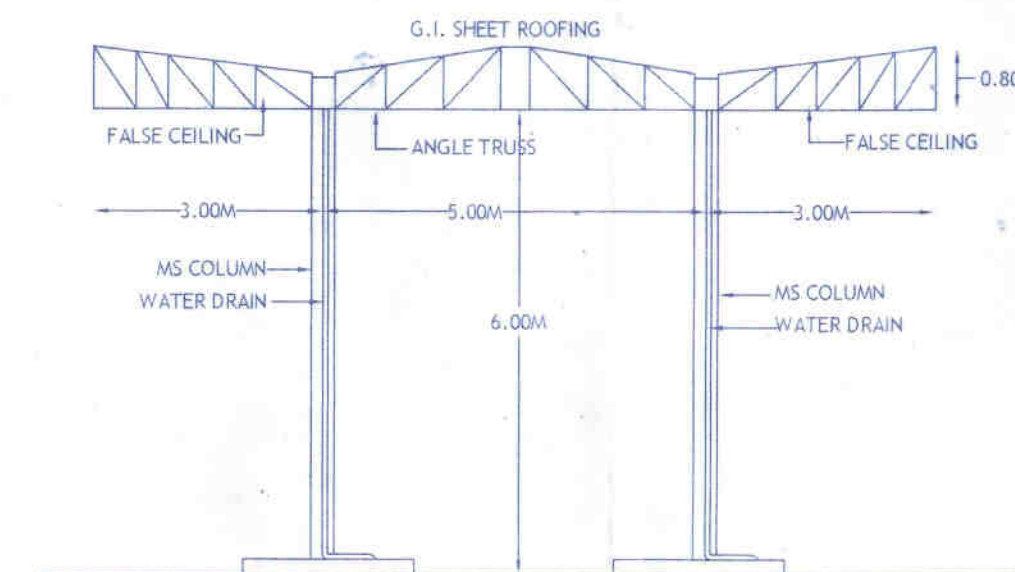 G.I. SHEET ROOFING
0.80
FALSE CEILING
ANGLE TRUSS
FALSE CEILING
3.00M
5.00M
3.00M
MS COLUMN
WATER DRAIN
MS COLUMN
WATER DRAIN
6.00M